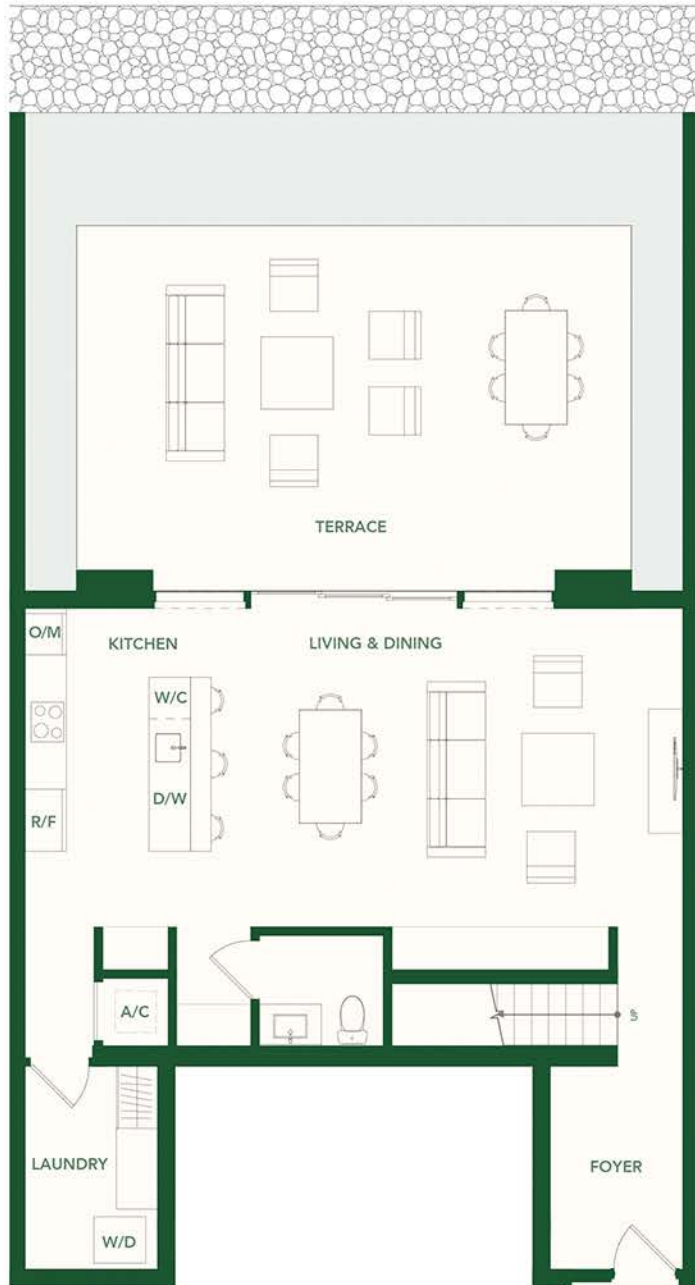 TERRACE
O/M
KITCHEN
LIVING & DINING
W/C
D/W
R/F
A/C
UP
LAUNDRY
FOYER
W/D